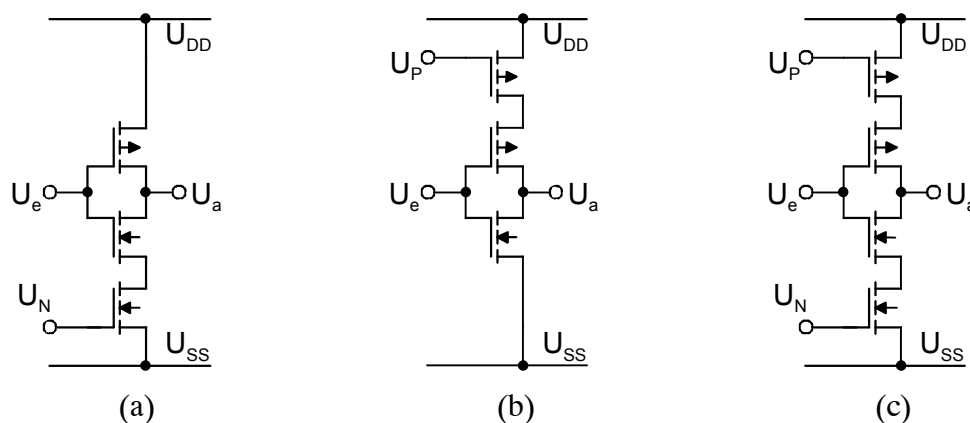 U_DD U_DD U_DD
U_P U_P
U_e U_a U_e U_a U_e U_a
U_N U_N
U_SS U_SS U_SS
(a) (b) (c)